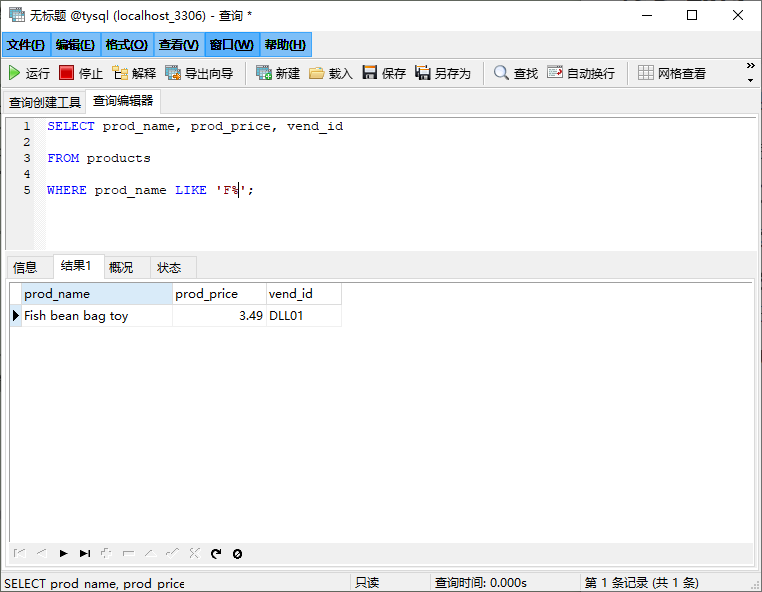 无标题 @tysql (localhost_3306) - 查询 *
文件(F) 编辑(E) 格式(O) 查看(V) 窗口(W) 帮助(H)
运行 停止 解释 导出向导 新建 载入 保存 另存为 查找 自动换行 网格查看
查询创建工具 查询编辑器
1 SELECT prod_name, prod_price, vend_id
2
3 FROM products
4
5 WHERE prod_name LIKE 'F%';
信息 结果1 概况 状态
prod_name prod_price vend_id
Fish bean bag toy 3.49 DLL01
SELECT prod_name, prod_price 只读 查询时间: 0.000s 第 1 条记录 (共 1 条)